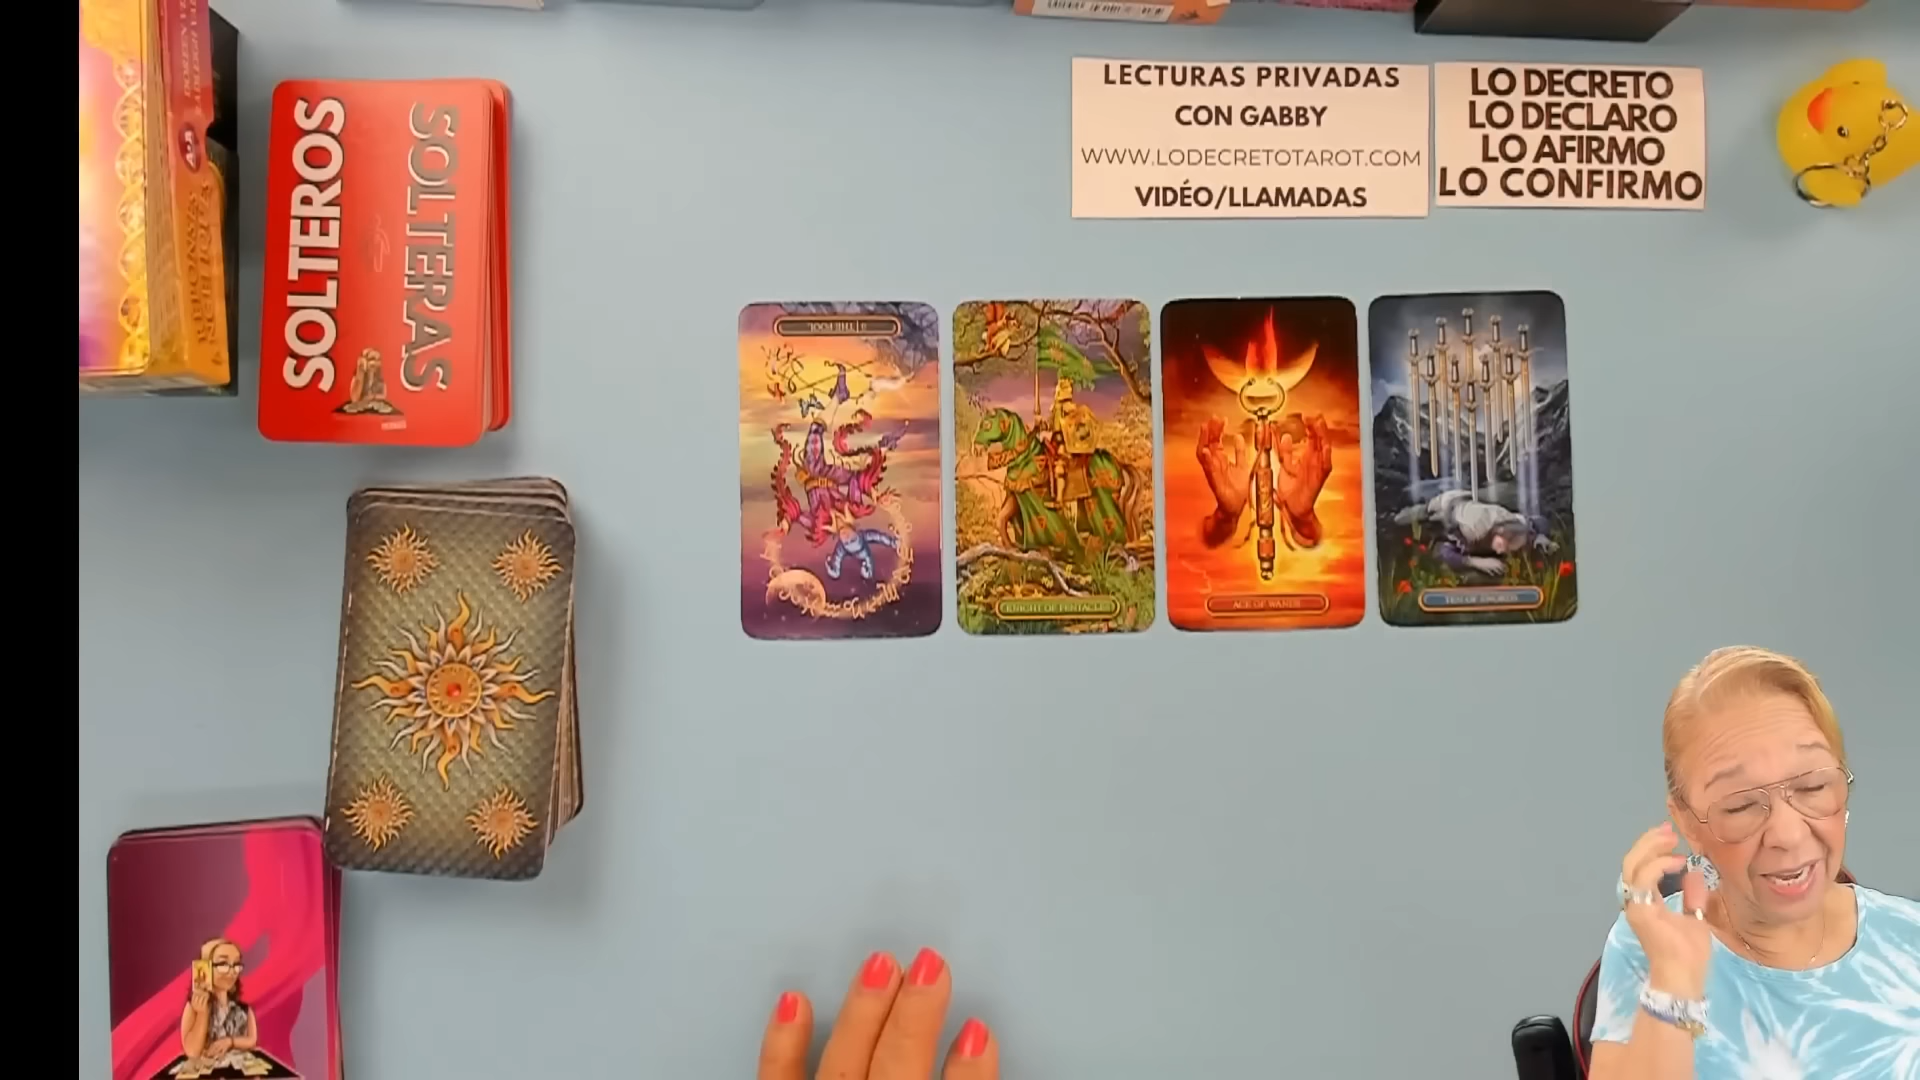 LECTURAS PRIVADAS
CON GABBY
WWW.LODECRETOTAROT.COM
VIDÉO/LLAMADAS
LO DECRETO
LO DECLARO
LO AFIRMO
LO CONFIRMO
SOLTEROS
SOLTERAS
0 | THE FOOL
KNIGHT OF PENTACLES
ACE OF WANDS
TEN OF SWORDS